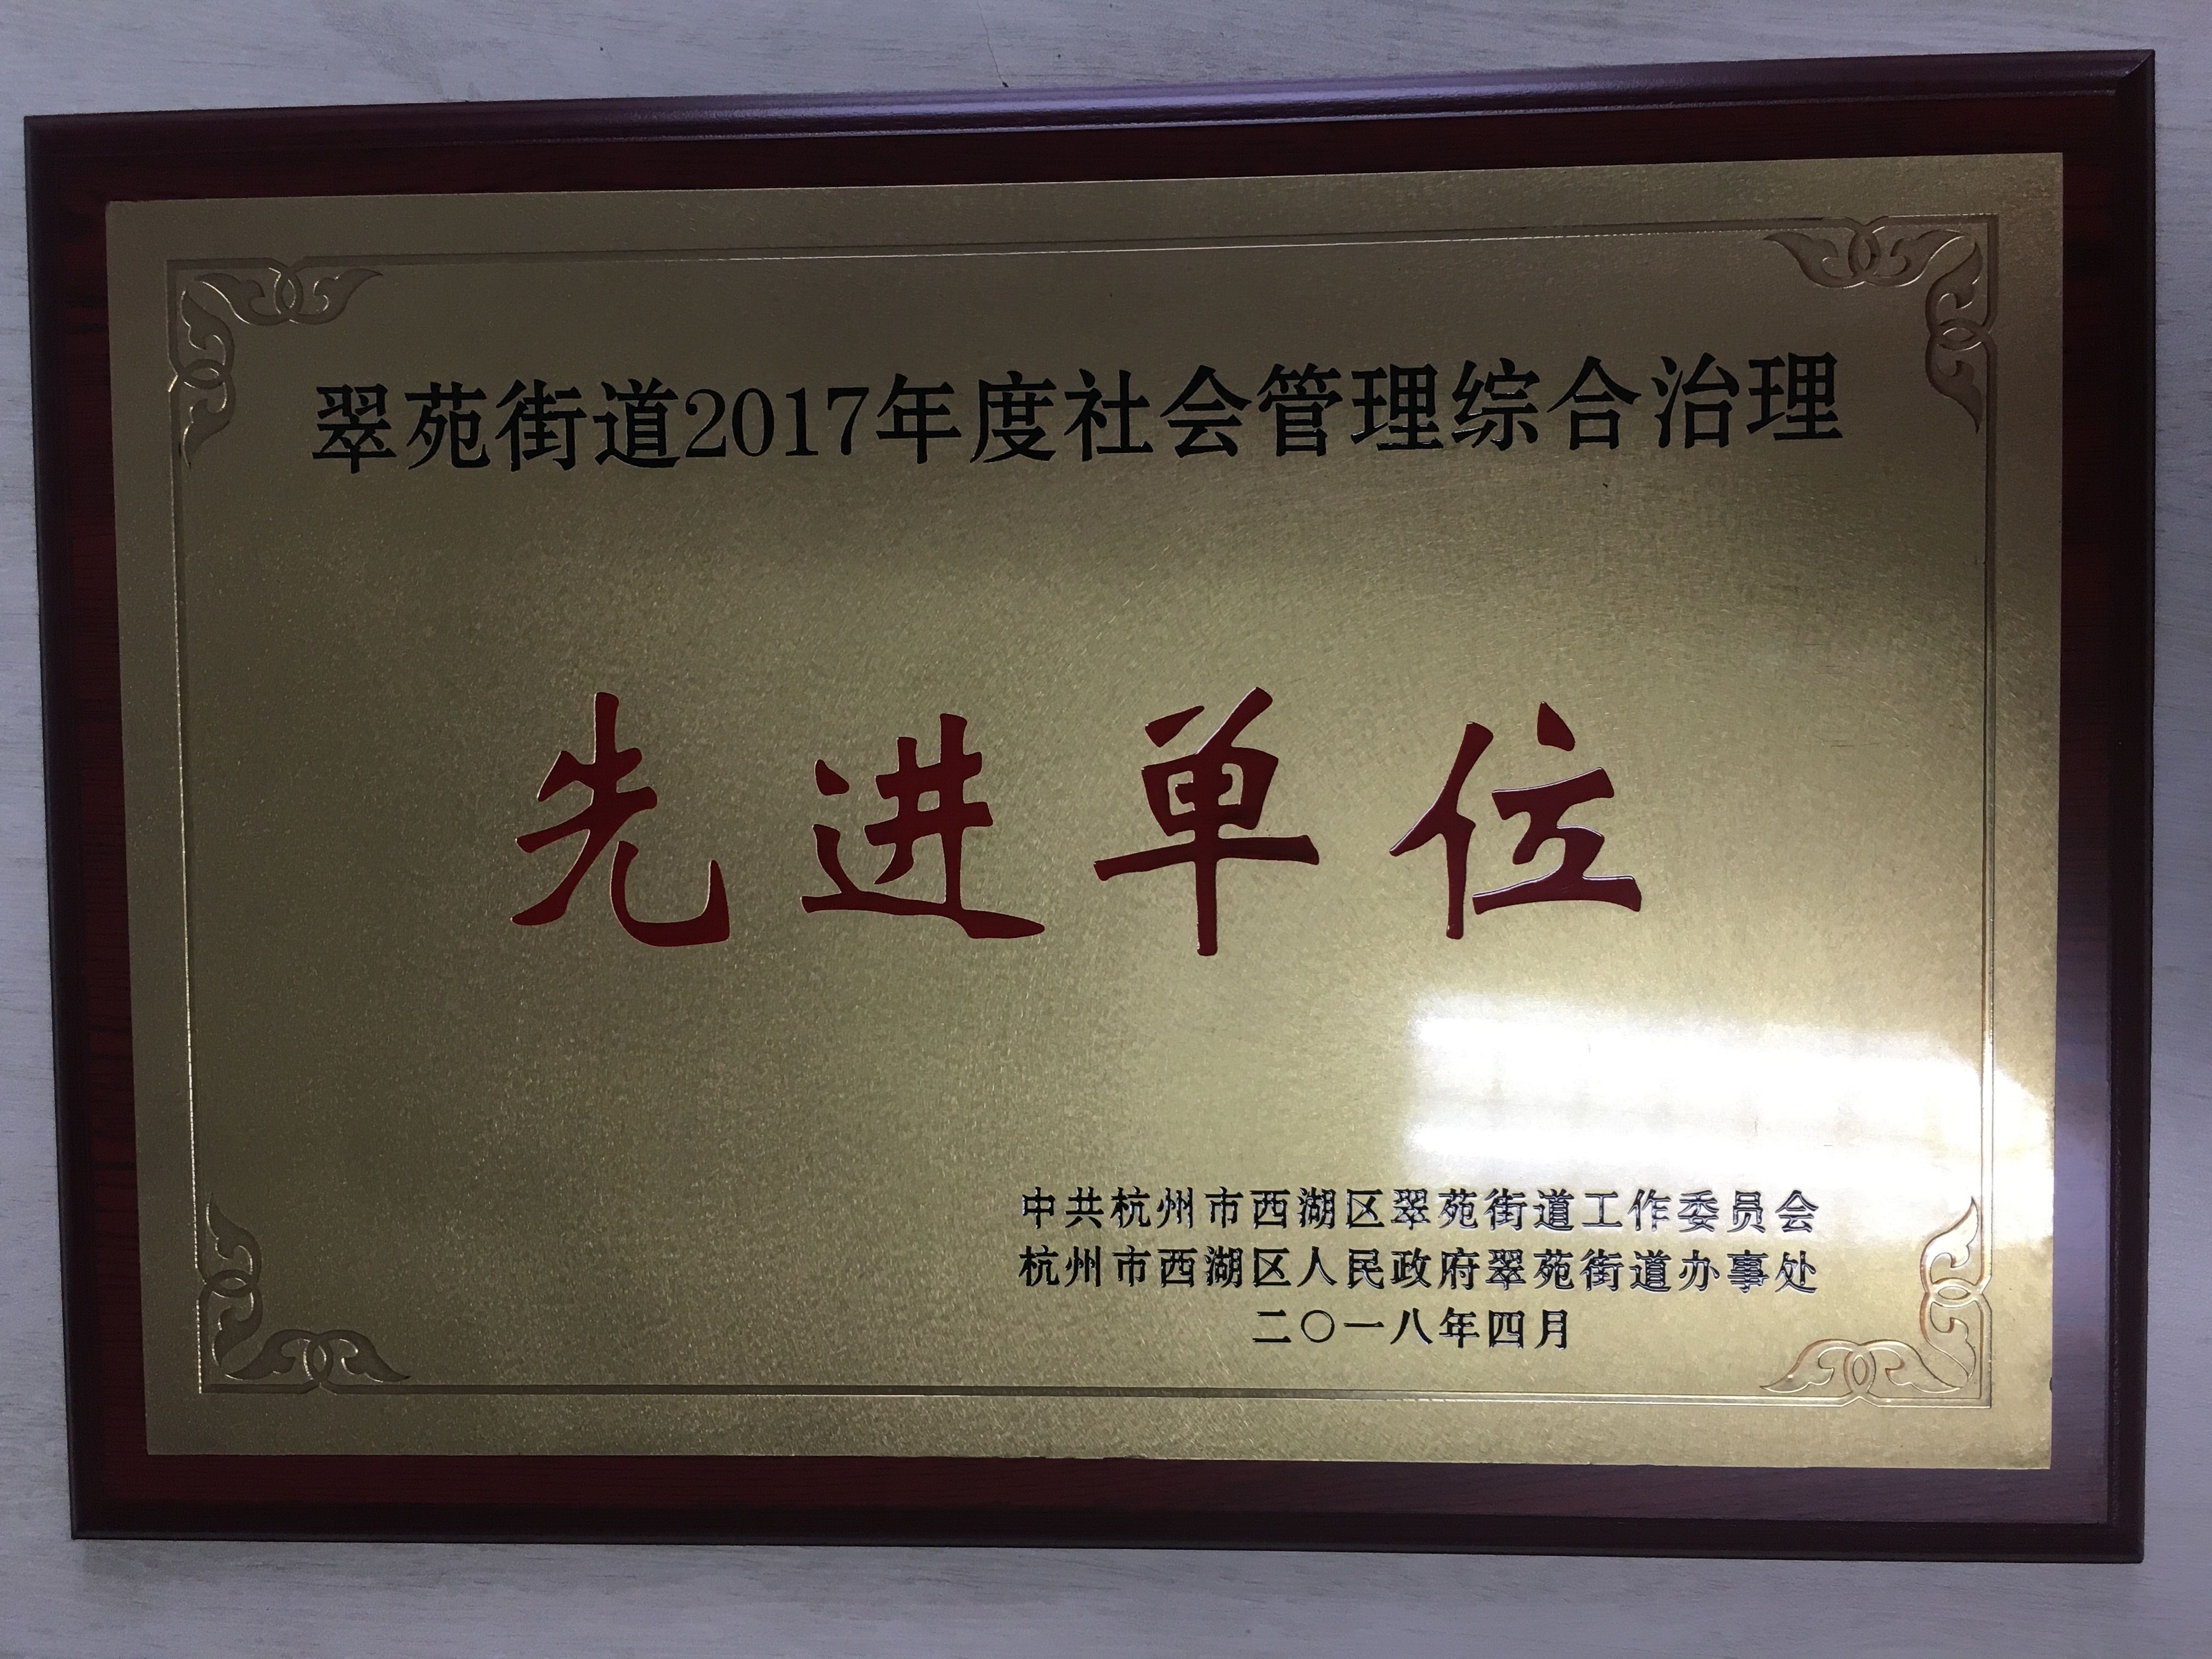 翠苑街道2017年度社会管理综合治理
先进单位
中共杭州市西湖区翠苑街道工作委员会
杭州市西湖区人民政府翠苑街道办事处
二〇一八年四月